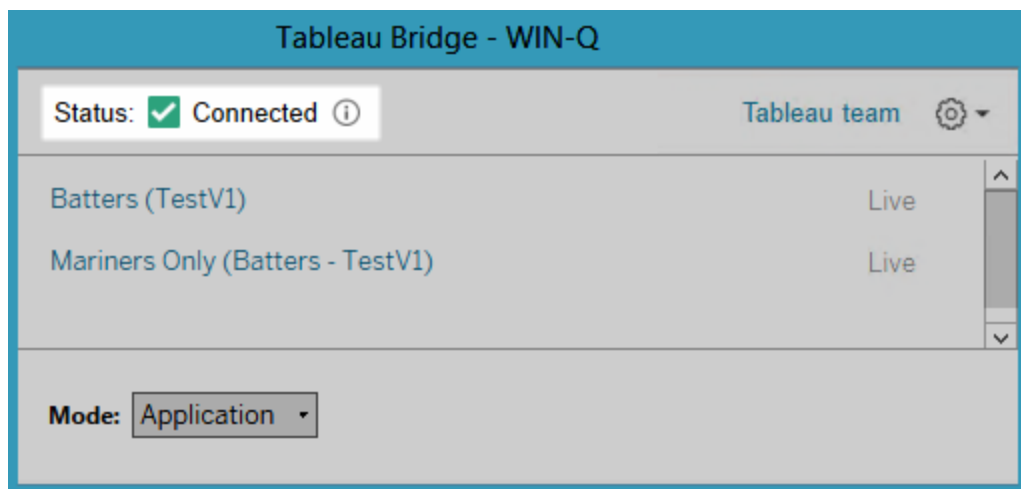 Tableau Bridge - WIN-Q
Status: Connected Tableau team
Batters (TestV1) Live
Mariners Only (Batters - TestV1) Live
Mode: Application